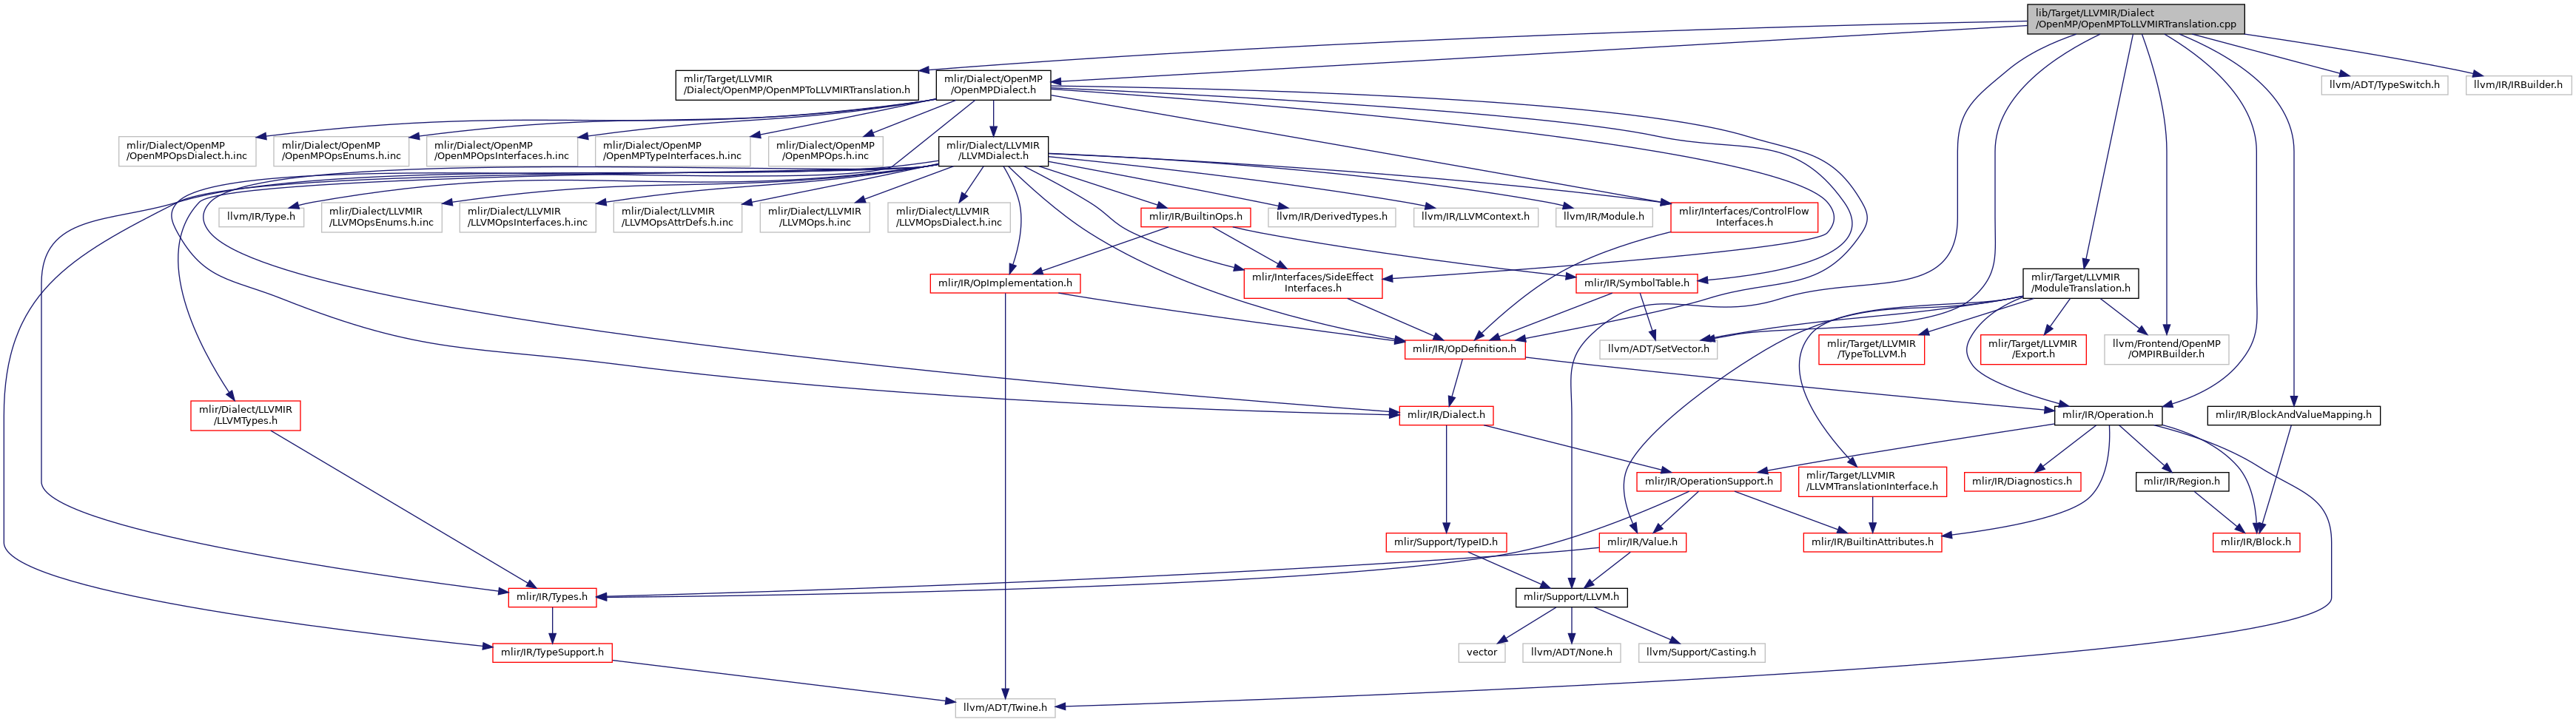 lib/Target/LLVMIR/Dialect
/OpenMP/OpenMPToLLVMIRTranslation.cpp
mlir/Target/LLVMIR
/Dialect/OpenMP/OpenMPToLLVMIRTranslation.h
mlir/Dialect/OpenMP
/OpenMPDialect.h
llvm/ADT/TypeSwitch.h
llvm/IR/IRBuilder.h
mlir/Dialect/OpenMP
/OpenMPOpsDialect.h.inc
mlir/Dialect/OpenMP
/OpenMPOpsEnums.h.inc
mlir/Dialect/OpenMP
/OpenMPOpsInterfaces.h.inc
mlir/Dialect/OpenMP
/OpenMPTypeInterfaces.h.inc
mlir/Dialect/OpenMP
/OpenMPOps.h.inc
mlir/Dialect/LLVMIR
/LLVMDialect.h
llvm/IR/Type.h
mlir/Dialect/LLVMIR
/LLVMOpsEnums.h.inc
mlir/Dialect/LLVMIR
/LLVMOpsInterfaces.h.inc
mlir/Dialect/LLVMIR
/LLVMOpsAttrDefs.h.inc
mlir/Dialect/LLVMIR
/LLVMOps.h.inc
mlir/Dialect/LLVMIR
/LLVMOpsDialect.h.inc
mlir/IR/BuiltinOps.h
llvm/IR/DerivedTypes.h
llvm/IR/LLVMContext.h
llvm/IR/Module.h
mlir/Interfaces/ControlFlow
Interfaces.h
mlir/IR/OpImplementation.h
mlir/Interfaces/SideEffect
Interfaces.h
mlir/IR/SymbolTable.h
mlir/Target/LLVMIR
/ModuleTranslation.h
mlir/IR/OpDefinition.h
llvm/ADT/SetVector.h
mlir/Target/LLVMIR
/TypeToLLVM.h
mlir/Target/LLVMIR
/Export.h
llvm/Frontend/OpenMP
/OMPIRBuilder.h
mlir/Dialect/LLVMIR
/LLVMTypes.h
mlir/IR/Dialect.h
mlir/IR/Operation.h
mlir/IR/BlockAndValueMapping.h
mlir/IR/OperationSupport.h
mlir/Target/LLVMIR
/LLVMTranslationInterface.h
mlir/IR/Diagnostics.h
mlir/IR/Region.h
mlir/Support/TypeID.h
mlir/IR/Value.h
mlir/IR/BuiltinAttributes.h
mlir/IR/Block.h
mlir/IR/Types.h
mlir/Support/LLVM.h
mlir/IR/TypeSupport.h
vector
llvm/ADT/None.h
llvm/Support/Casting.h
llvm/ADT/Twine.h